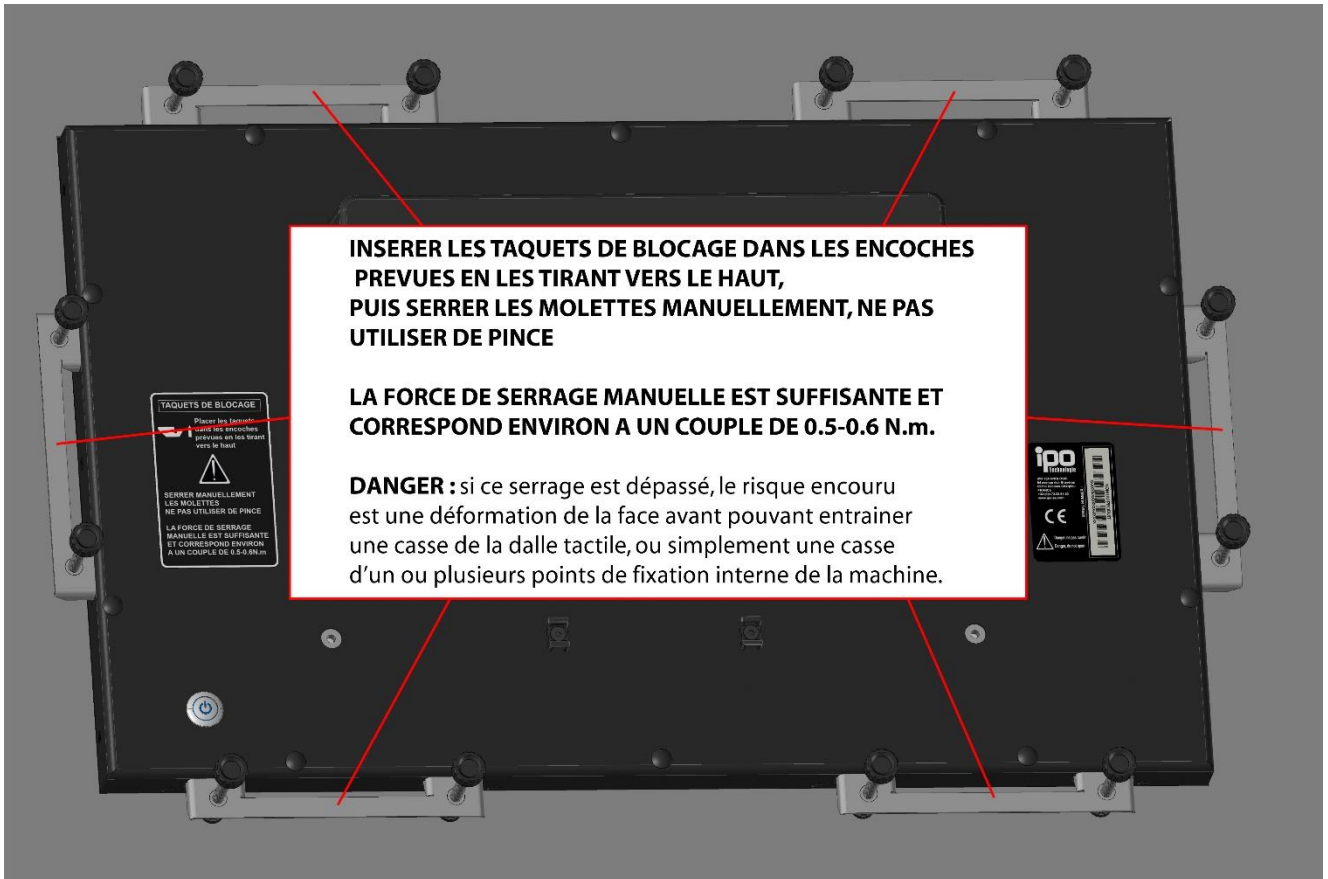 INSERER LES TAQUETS DE BLOCAGE DANS LES ENCOCHES
PREVUES EN LES TIRANT VERS LE HAUT,
PUIS SERRER LES MOLETTES MANUELLEMENT, NE PAS
UTILISER DE PINCE
LA FORCE DE SERRAGE MANUELLE EST SUFFISANTE ET
CORRESPOND ENVIRON A UN COUPLE DE 0.5-0.6 N.m.
DANGER : si ce serrage est dépassé, le risque encouru
est une déformation de la face avant pouvant entrainer
une casse de la dalle tactile, ou simplement une casse
d'un ou plusieurs points de fixation interne de la machine.
TAQUETS DE BLOCAGE
Placer les taquets
dans les encoches
prévues en les tirant
vers le haut
SERRER MANUELLEMENT
LES MOLETTES
NE PAS UTILISER DE PINCE
LA FORCE DE SERRAGE
MANUELLE EST SUFFISANTE
ET CORRESPOND ENVIRON
A UN COUPLE DE 0.5-0.6N.m
ipo
Technologie
CE